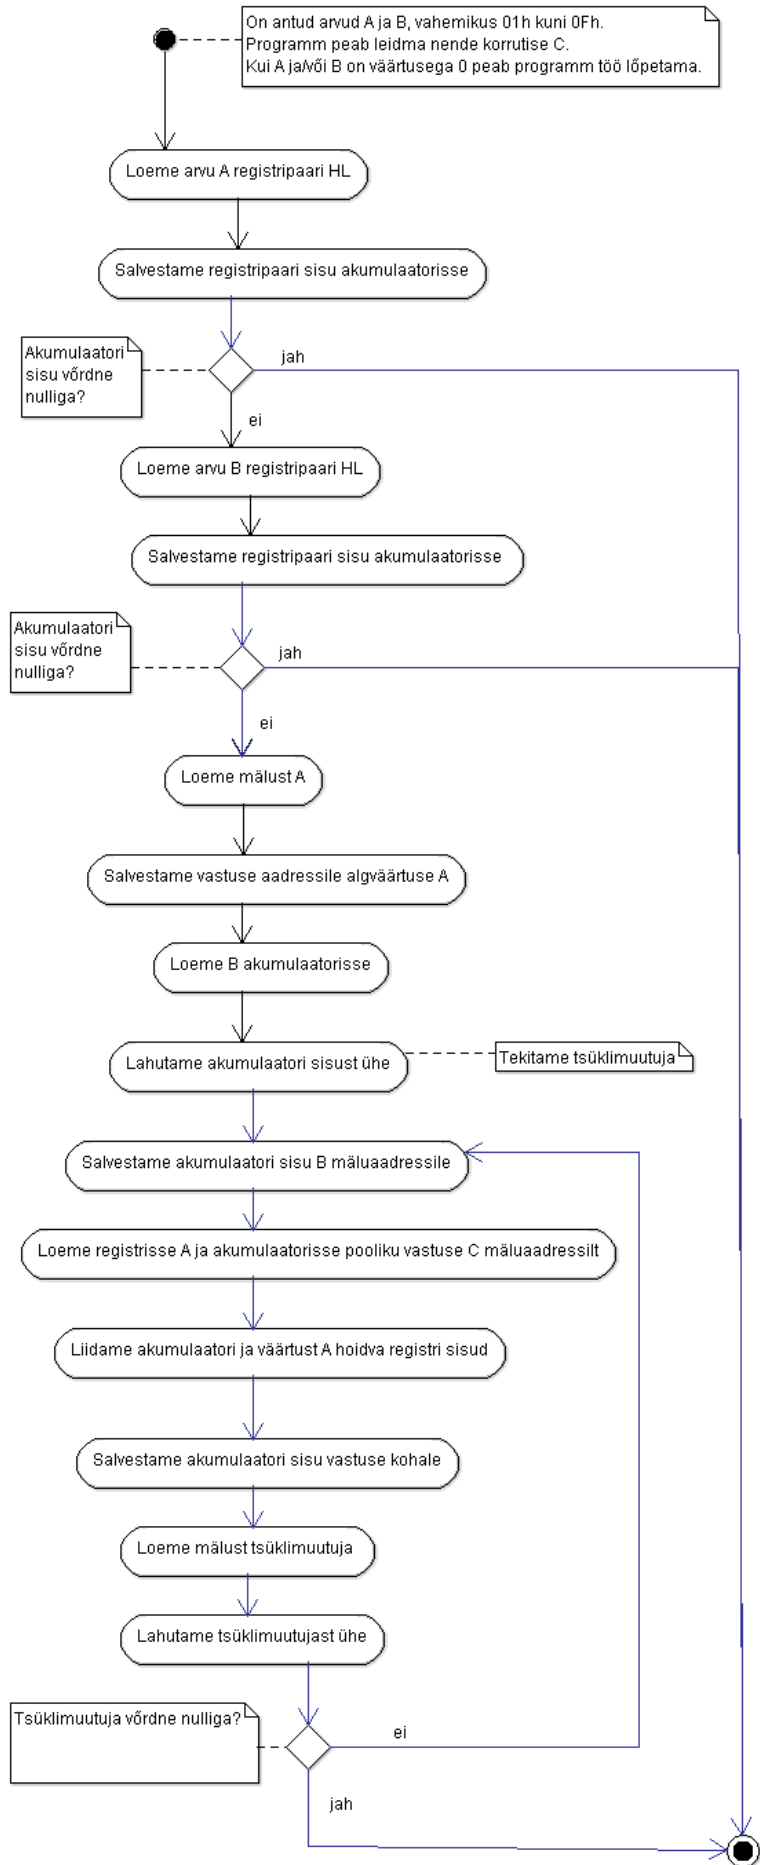 On antud arvud A ja B, vahemikus 01h kuni 0Fh.
Programm peab leidma nende korrutise C.
Kui A ja/või B on väärtusega 0 peab programm töö lõpetama.
Loeme arvu A registripaari HL
Salvestame registripaari sisu akumulaatorisse
Akumulaatori
sisu võrdne
nulliga?
jah
ei
Loeme arvu B registripaari HL
Salvestame registripaari sisu akumulaatorisse
Akumulaatori
sisu võrdne
nulliga?
jah
ei
Loeme mälust A
Salvestame vastuse aadressile algväärtuse A
Loeme B akumulaatorisse
Lahutame akumulaatori sisust ühe
Tekitame tsüklimuutuja
Salvestame akumulaatori sisu B mäluaadressile
Loeme registrisse A ja akumulaatorisse pooliku vastuse C mäluaadressilt
Liidame akumulaatori ja väärtust A hoidva registri sisud
Salvestame akumulaatori sisu vastuse kohale
Loeme mälust tsüklimuutuja
Lahutame tsüklimuutujast ühe
Tsüklimuutuja võrdne nulliga?
ei
jah